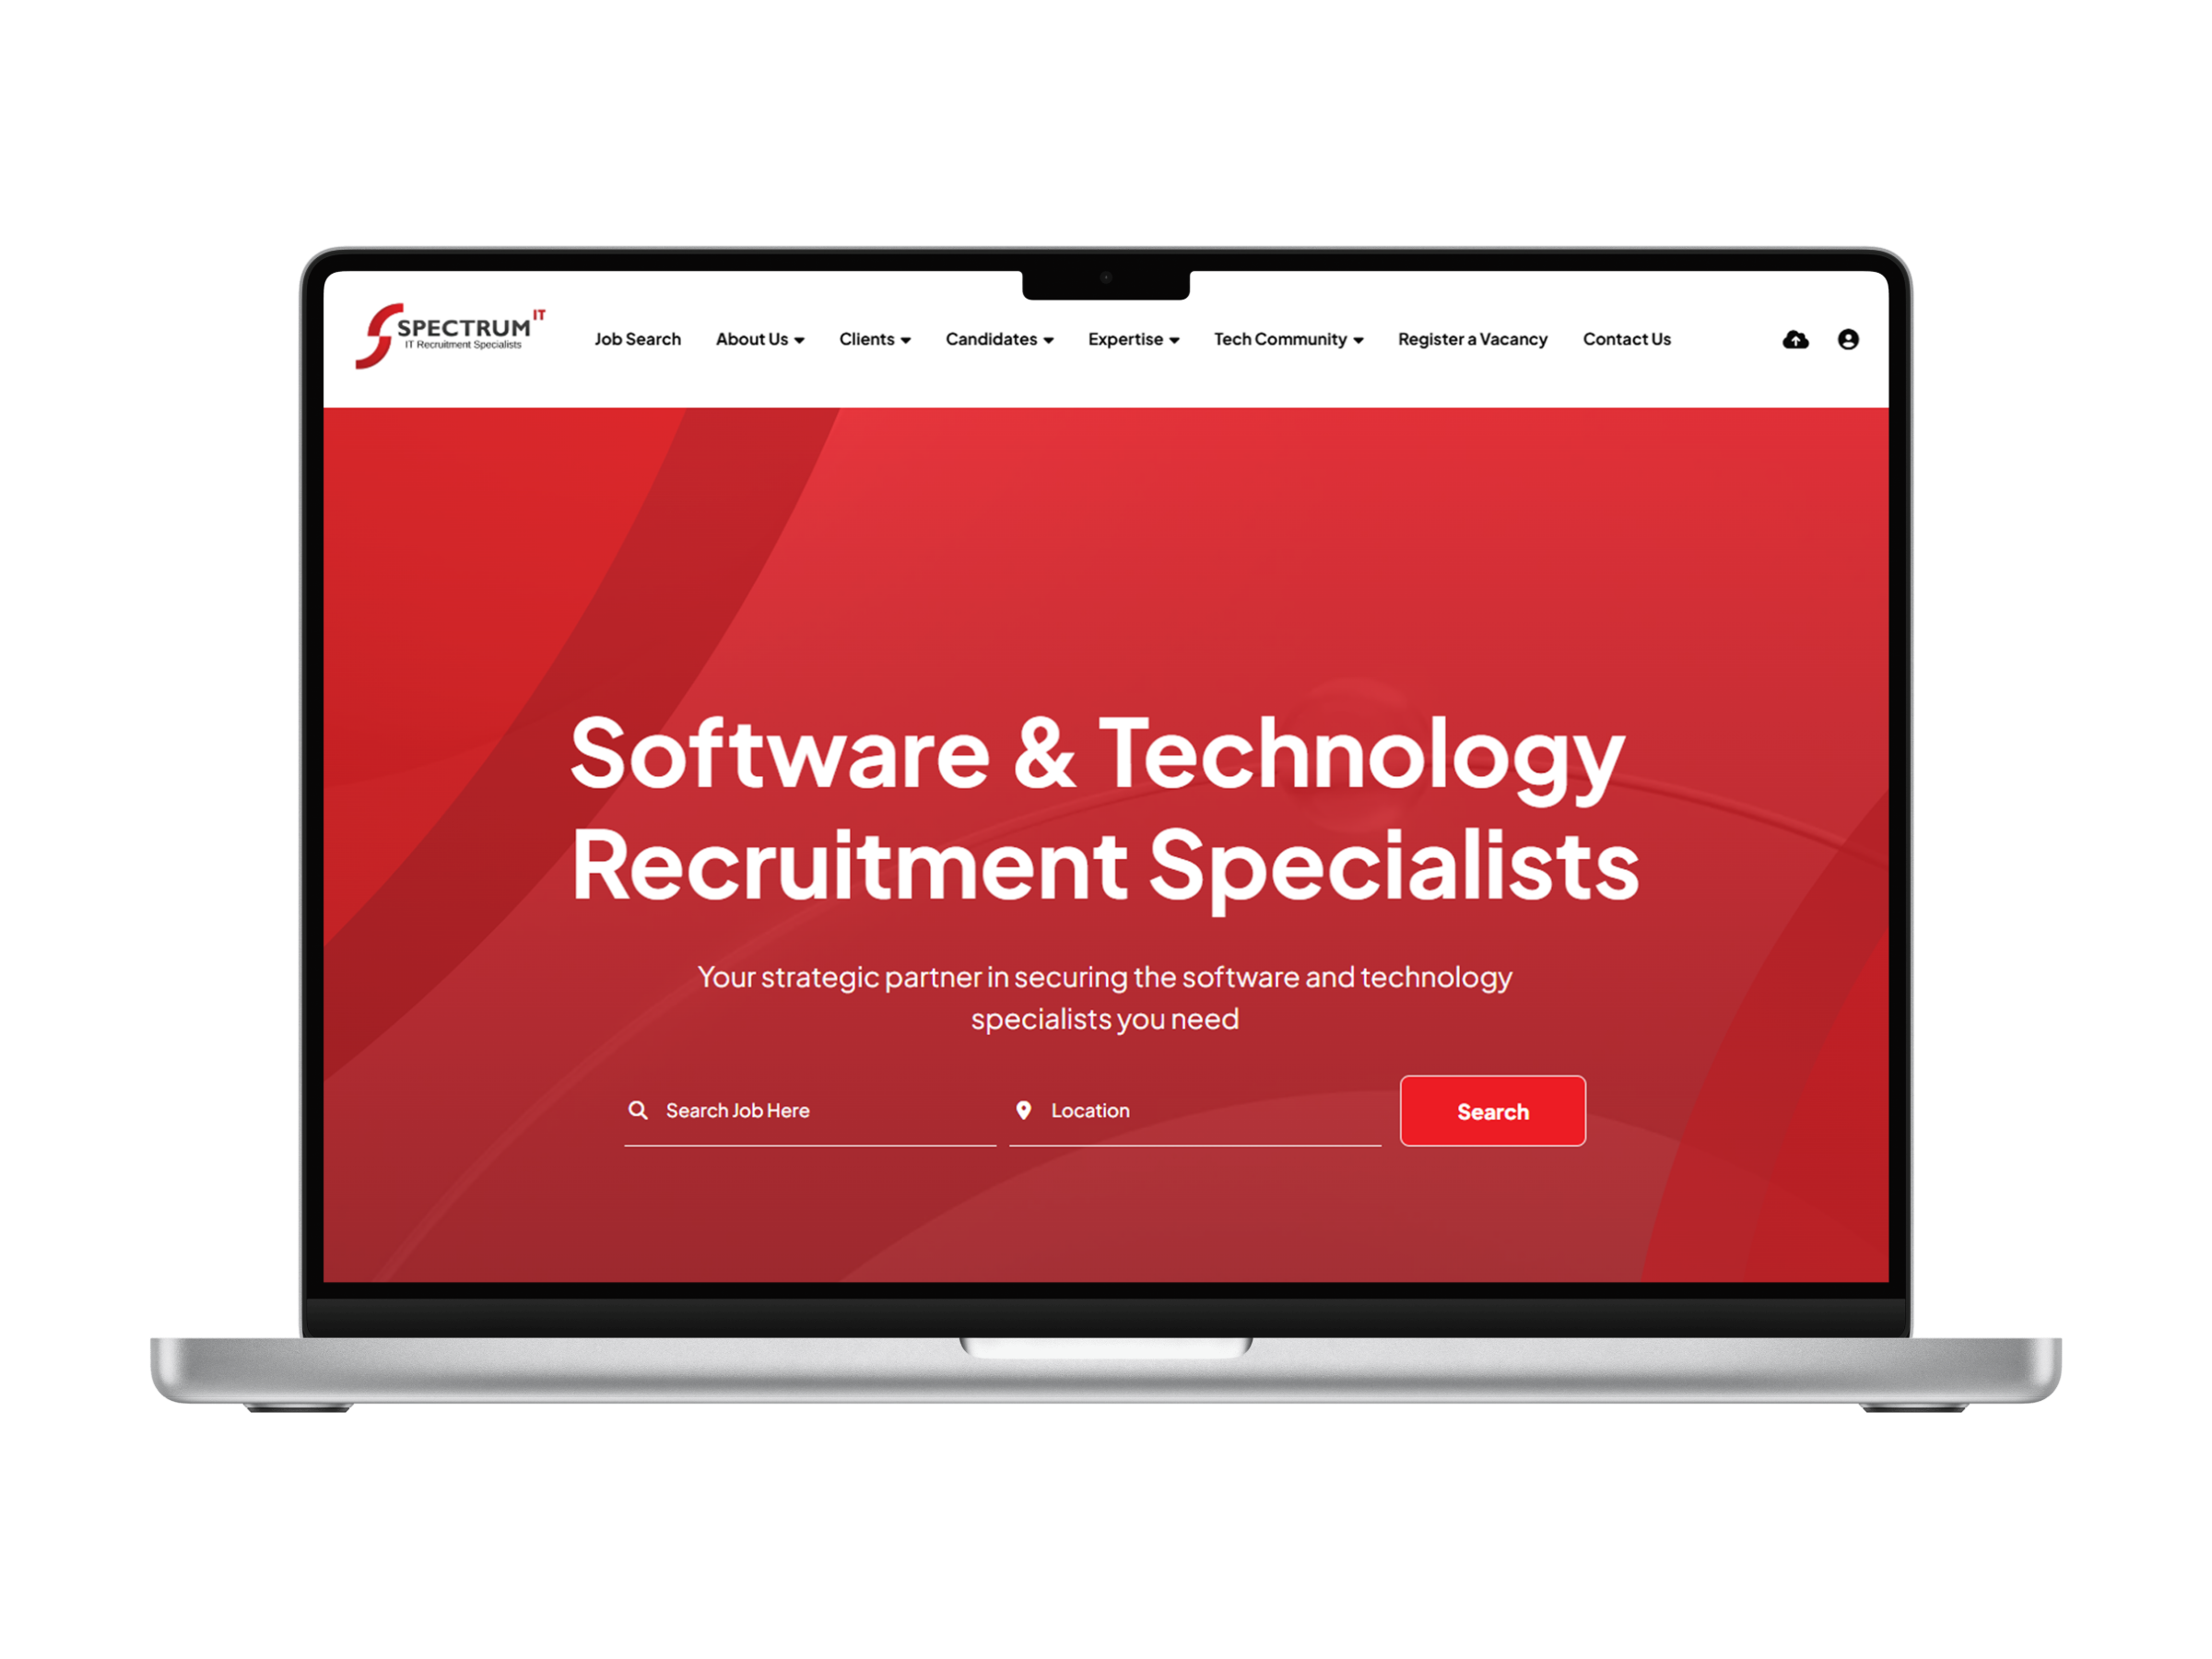 SPECTRUM IT
IT Recruitment Specialists
Job Search About Us Clients Candidates Expertise Tech Community Register a Vacancy Contact Us
Software & Technology
Recruitment Specialists
Your strategic partner in securing the software and technology
specialists you need
Search Job Here Location Search